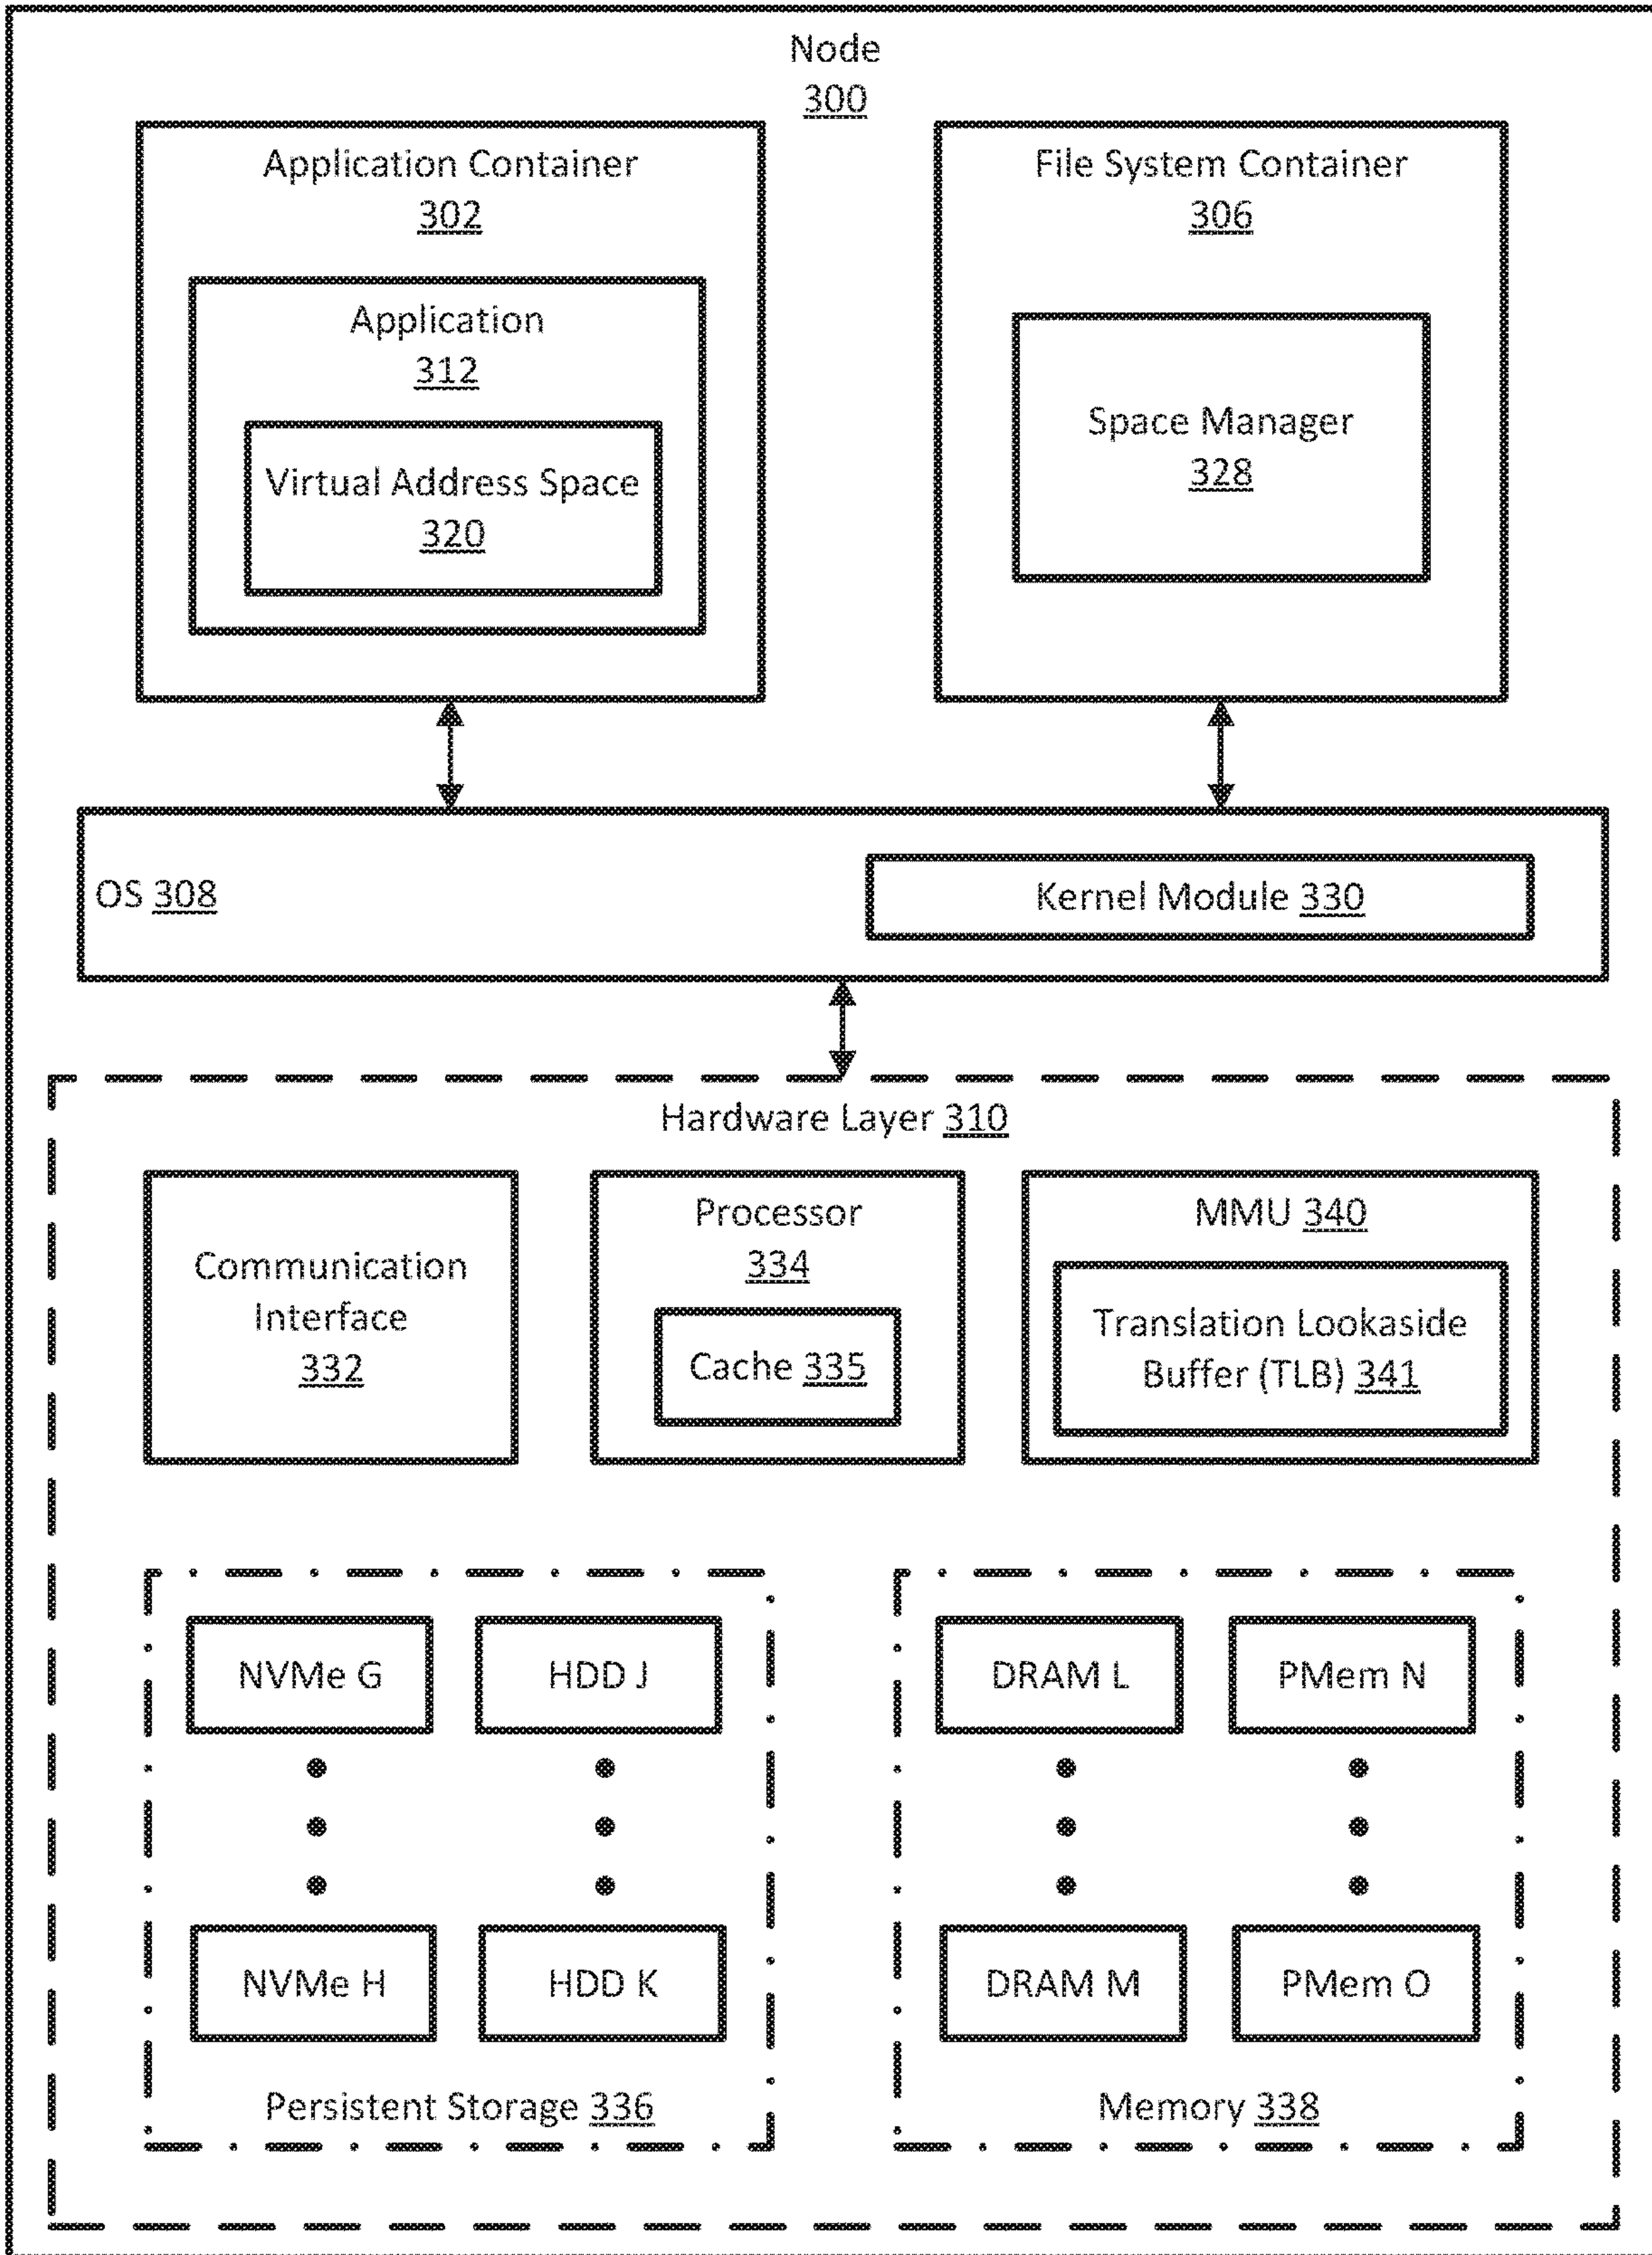 Node
300
Application Container
302
Application
312
Virtual Address Space
320
File System Container
306
Space Manager
328
OS 308
Kernel Module 330
Hardware Layer 310
Communication
Interface
332
Processor
334
Cache 335
MMU 340
Translation Lookaside
Buffer (TLB) 341
NVMe G
HDD J
NVMe H
HDD K
Persistent Storage 336
DRAM L
PMem N
DRAM M
PMem O
Memory 338